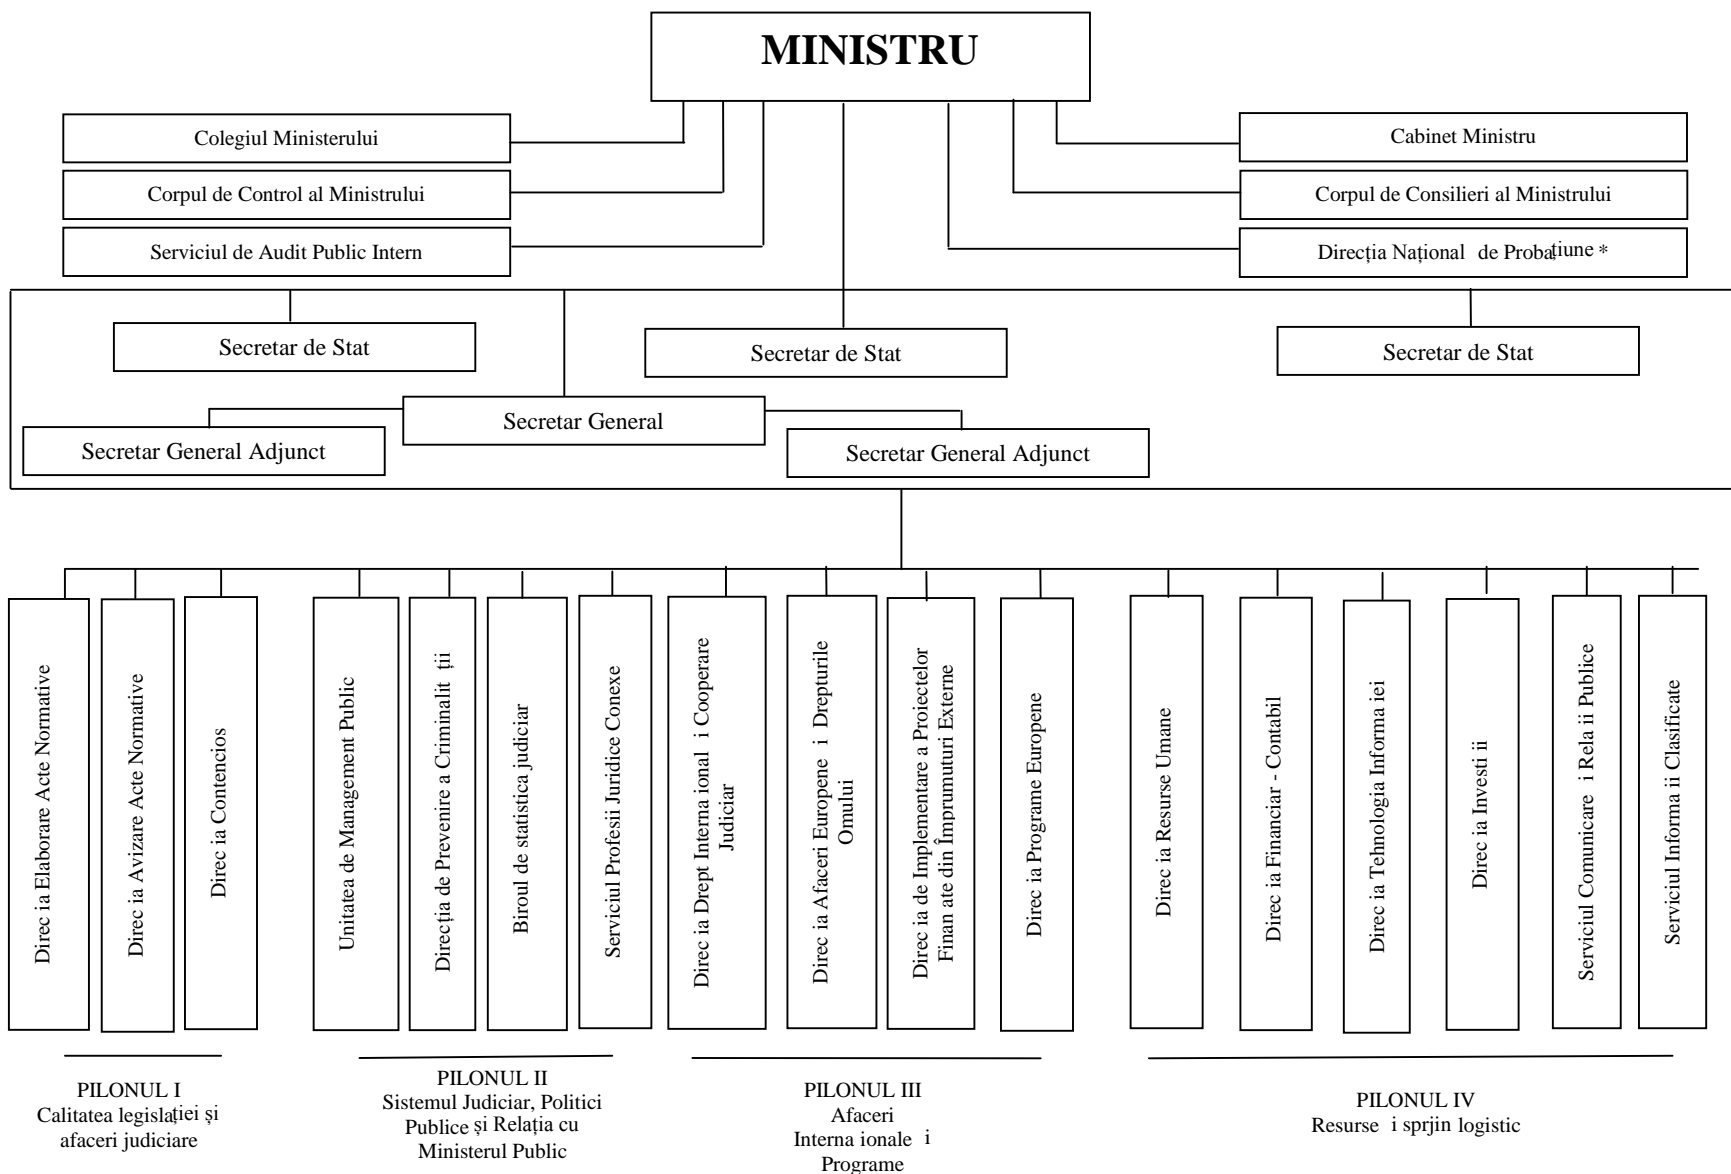 MINISTRU
Colegiul Ministerului
Cabinet Ministru
Corpul de Control al Ministrului
Corpul de Consilieri al Ministrului
Serviciul de Audit Public Intern
Direcția Național de Probațiune *
Secretar de Stat
Secretar de Stat
Secretar de Stat
Secretar General
Secretar General Adjunct
Secretar General Adjunct
Direc ia Elaborare Acte Normative
Direc ia Avizare Acte Normative
Direc ia Contencios
Unitatea de Management Public
Direcția de Prevenire a Criminalit ții
Biroul de statistica judiciar
Serviciul Profesii Juridice Conexe
Direc ia Drept Interna ional i Cooperare
Judiciar
Direc ia Afaceri Europene i Drepturile
Omului
Direc ia de Implementare a Proiectelor
Finan ate din Împrumuturi Externe
Direc ia Programe Europene
Direc ia Resurse Umane
Direc ia Financiar - Contabil
Direc ia Tehnologia Informa iei
Direc ia Investi ii
Serviciul Comunicare i Rela ii Publice
Serviciul Informa ii Clasificate
PILONUL I
Calitatea legislației și
afaceri judiciare
PILONUL II
Sistemul Judiciar, Politici
Publice și Relația cu
Ministerul Public
PILONUL III
Afaceri
Interna ionale i
Programe
PILONUL IV
Resurse i sprjin logistic